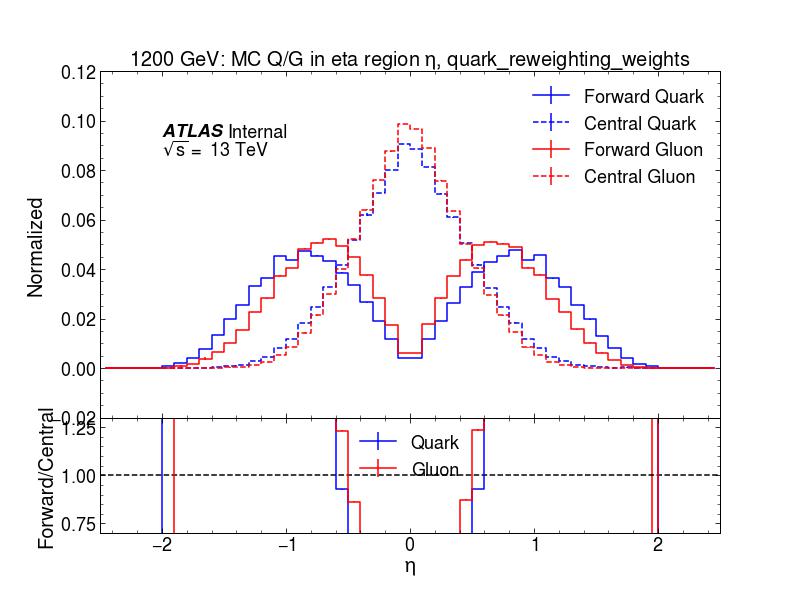 1200 GeV: MC Q/G in eta region η, quark_reweighting_weights
0.12
0.10
0.08
0.06
0.04
0.02
0.00
−0.02
Normalized
ATLAS Internal
√s = 13 TeV
Forward Quark
Central Quark
Forward Gluon
Central Gluon
1.25
1.00
0.75
Forward/Central
Quark
Gluon
−2
−1
0
1
2
η